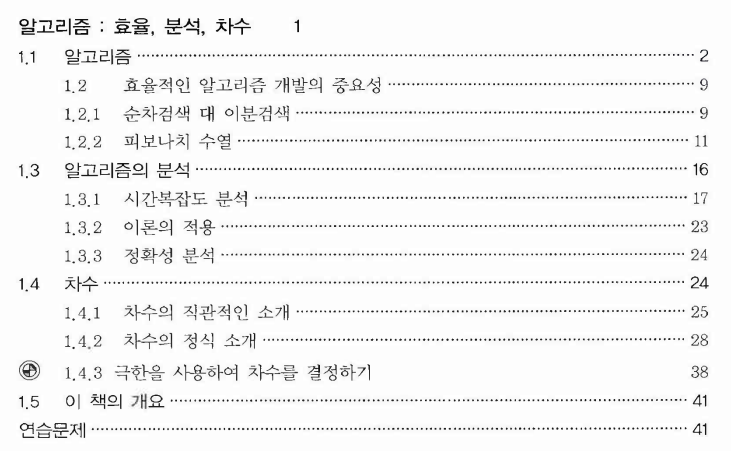 알고리즘 : 효율, 분석, 차수 1
1.1 알고리즘 ······ 2
1.2 효율적인 알고리즘 개발의 중요성 ······ 9
1.2.1 순차검색 대 이분검색 ······ 9
1.2.2 피보나치 수열 ······ 11
1.3 알고리즘의 분석 ······ 16
1.3.1 시간복잡도 분석 ······ 17
1.3.2 이론의 적용 ······ 23
1.3.3 정확성 분석 ······ 24
1.4 차수 ······ 24
1.4.1 차수의 직관적인 소개 ······ 25
1.4.2 차수의 정식 소개 ······ 28
1.4.3 극한을 사용하여 차수를 결정하기 38
1.5 이 책의 개요 ······ 41
연습문제 ······ 41